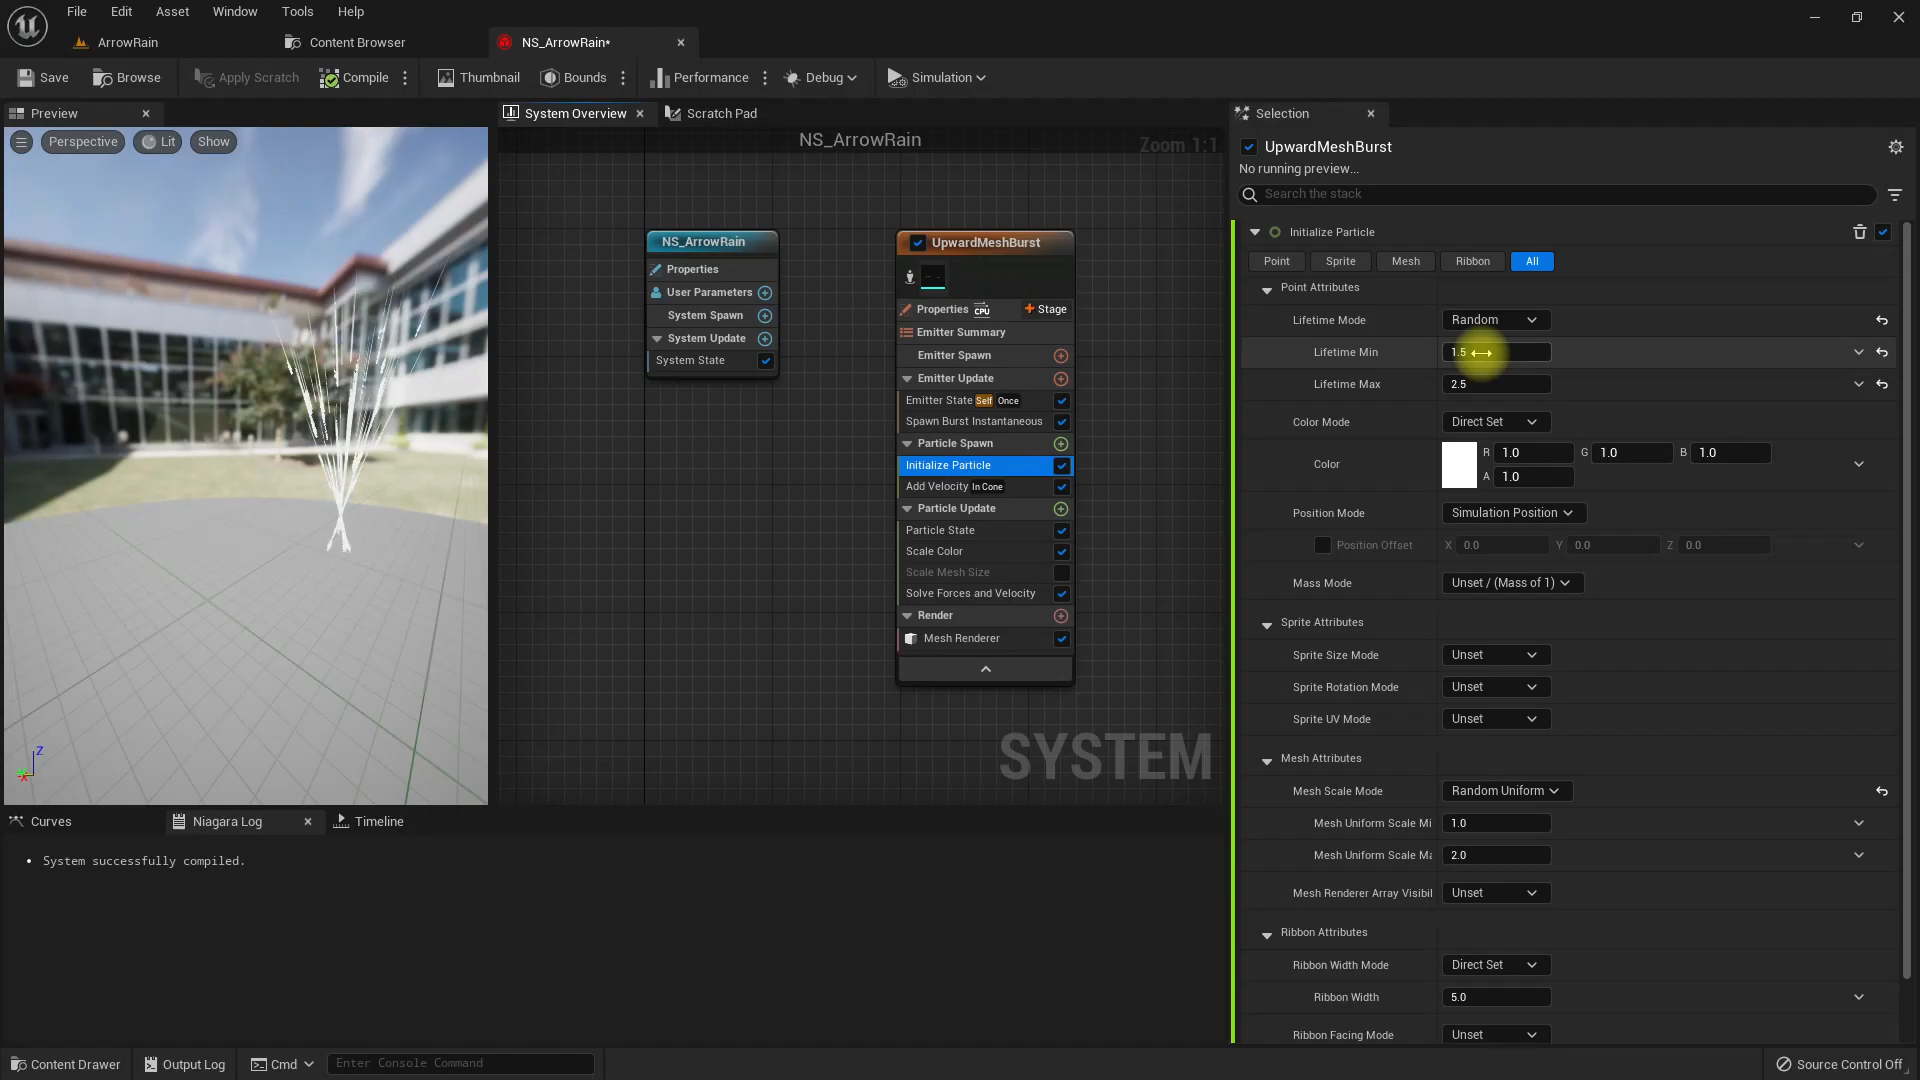 File Edit Asset Window Tools Help
ArrowRain Content Browser NS_ArrowRain*
Save Browse Apply Scratch Compile Thumbnail Bounds Performance Debug Simulation
Preview
Perspective Lit Show
Z
X
System Overview Scratch Pad
NS_ArrowRain
Zoom 1:1
NS_ArrowRain
Properties
User Parameters
System Spawn
System Update
System State
UpwardMeshBurst
Properties CPU Stage
Emitter Summary
Emitter Spawn
Emitter Update
Emitter State Self Once
Spawn Burst Instantaneous
Particle Spawn
Initialize Particle
Add Velocity In Cone
Particle Update
Particle State
Scale Color
Scale Mesh Size
Solve Forces and Velocity
Render
Mesh Renderer
SYSTEM
Curves Niagara Log Timeline
• System successfully compiled.
Selection
UpwardMeshBurst
No running preview...
Search the stack
Initialize Particle
Point Sprite Mesh Ribbon All
Point Attributes
Lifetime Mode Random
Lifetime Min 1.5
Lifetime Max 2.5
Color Mode Direct Set
Color R 1.0 G 1.0 B 1.0
A 1.0
Position Mode Simulation Position
Position Offset X 0.0 Y 0.0 Z 0.0
Mass Mode Unset / (Mass of 1)
Sprite Attributes
Sprite Size Mode Unset
Sprite Rotation Mode Unset
Sprite UV Mode Unset
Mesh Attributes
Mesh Scale Mode Random Uniform
Mesh Uniform Scale Mi 1.0
Mesh Uniform Scale Ma 2.0
Mesh Renderer Array Visibil Unset
Ribbon Attributes
Ribbon Width Mode Direct Set
Ribbon Width 5.0
Ribbon Facing Mode Unset
Content Drawer Output Log Cmd Enter Console Command Source Control Off